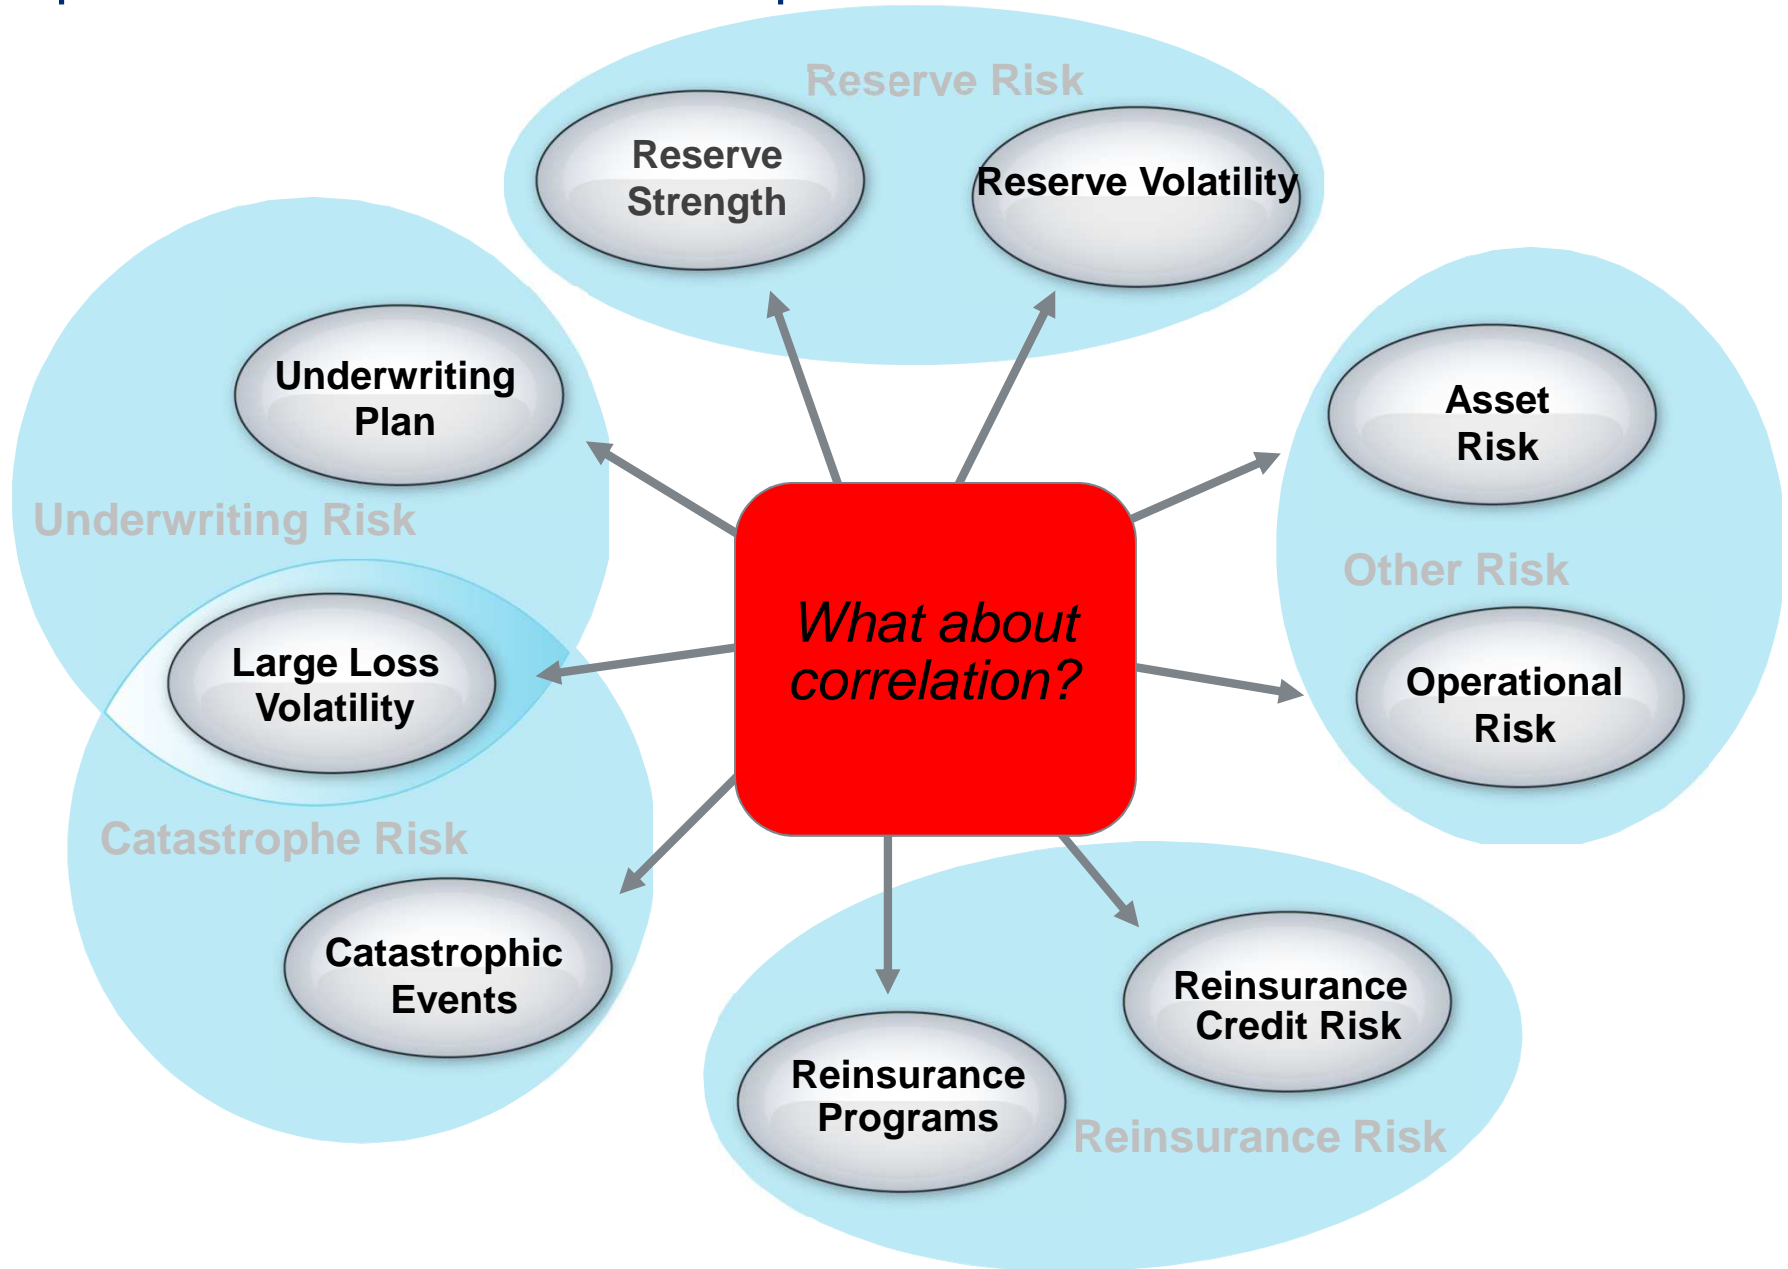 Reserve Risk
Reserve
Strength
Reserve Volatility
Underwriting
Plan
Asset
Risk
Underwriting Risk
Other Risk
What about
correlation?
Large Loss
Volatility
Operational
Risk
Catastrophe Risk
Catastrophic
Events
Reinsurance
Credit Risk
Reinsurance
Programs
Reinsurance Risk